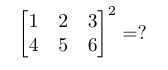 [1 2 3
4 5 6]² = ?